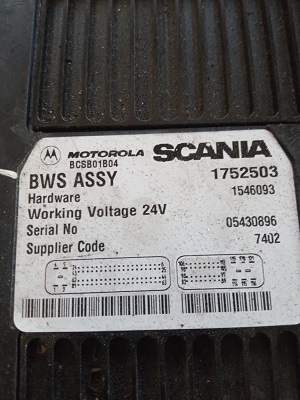 MOTOROLA SCANIA
BCSB01B04
BWS ASSY 1752503
Hardware 1546093
Working Voltage 24V
Serial No 05430896
Supplier Code 7402